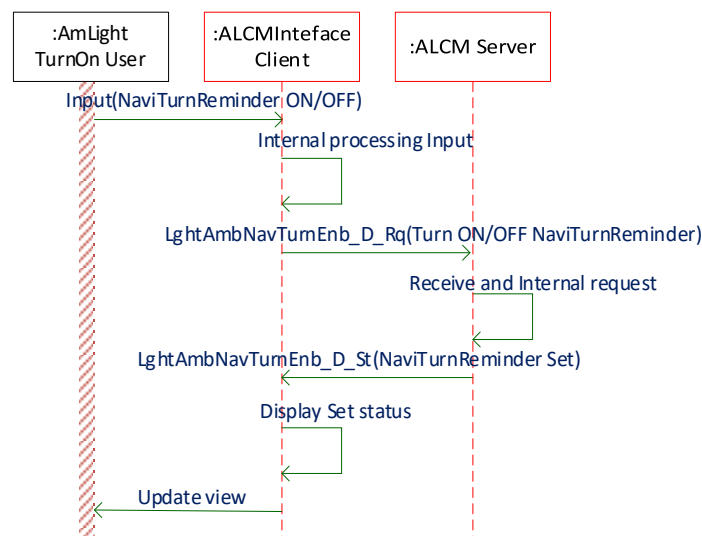 :AmLight
TurnOn User
:ALCMInteface
Client
:ALCM Server
Input(NaviTurnReminder ON/OFF)
Internal processing Input
LghtAmbNavTurnEnb_D_Rq(Turn ON/OFF NaviTurnReminder)
Receive and Internal request
LghtAmbNavTurnEnb_D_St(NaviTurnReminder Set)
Display Set status
Update view